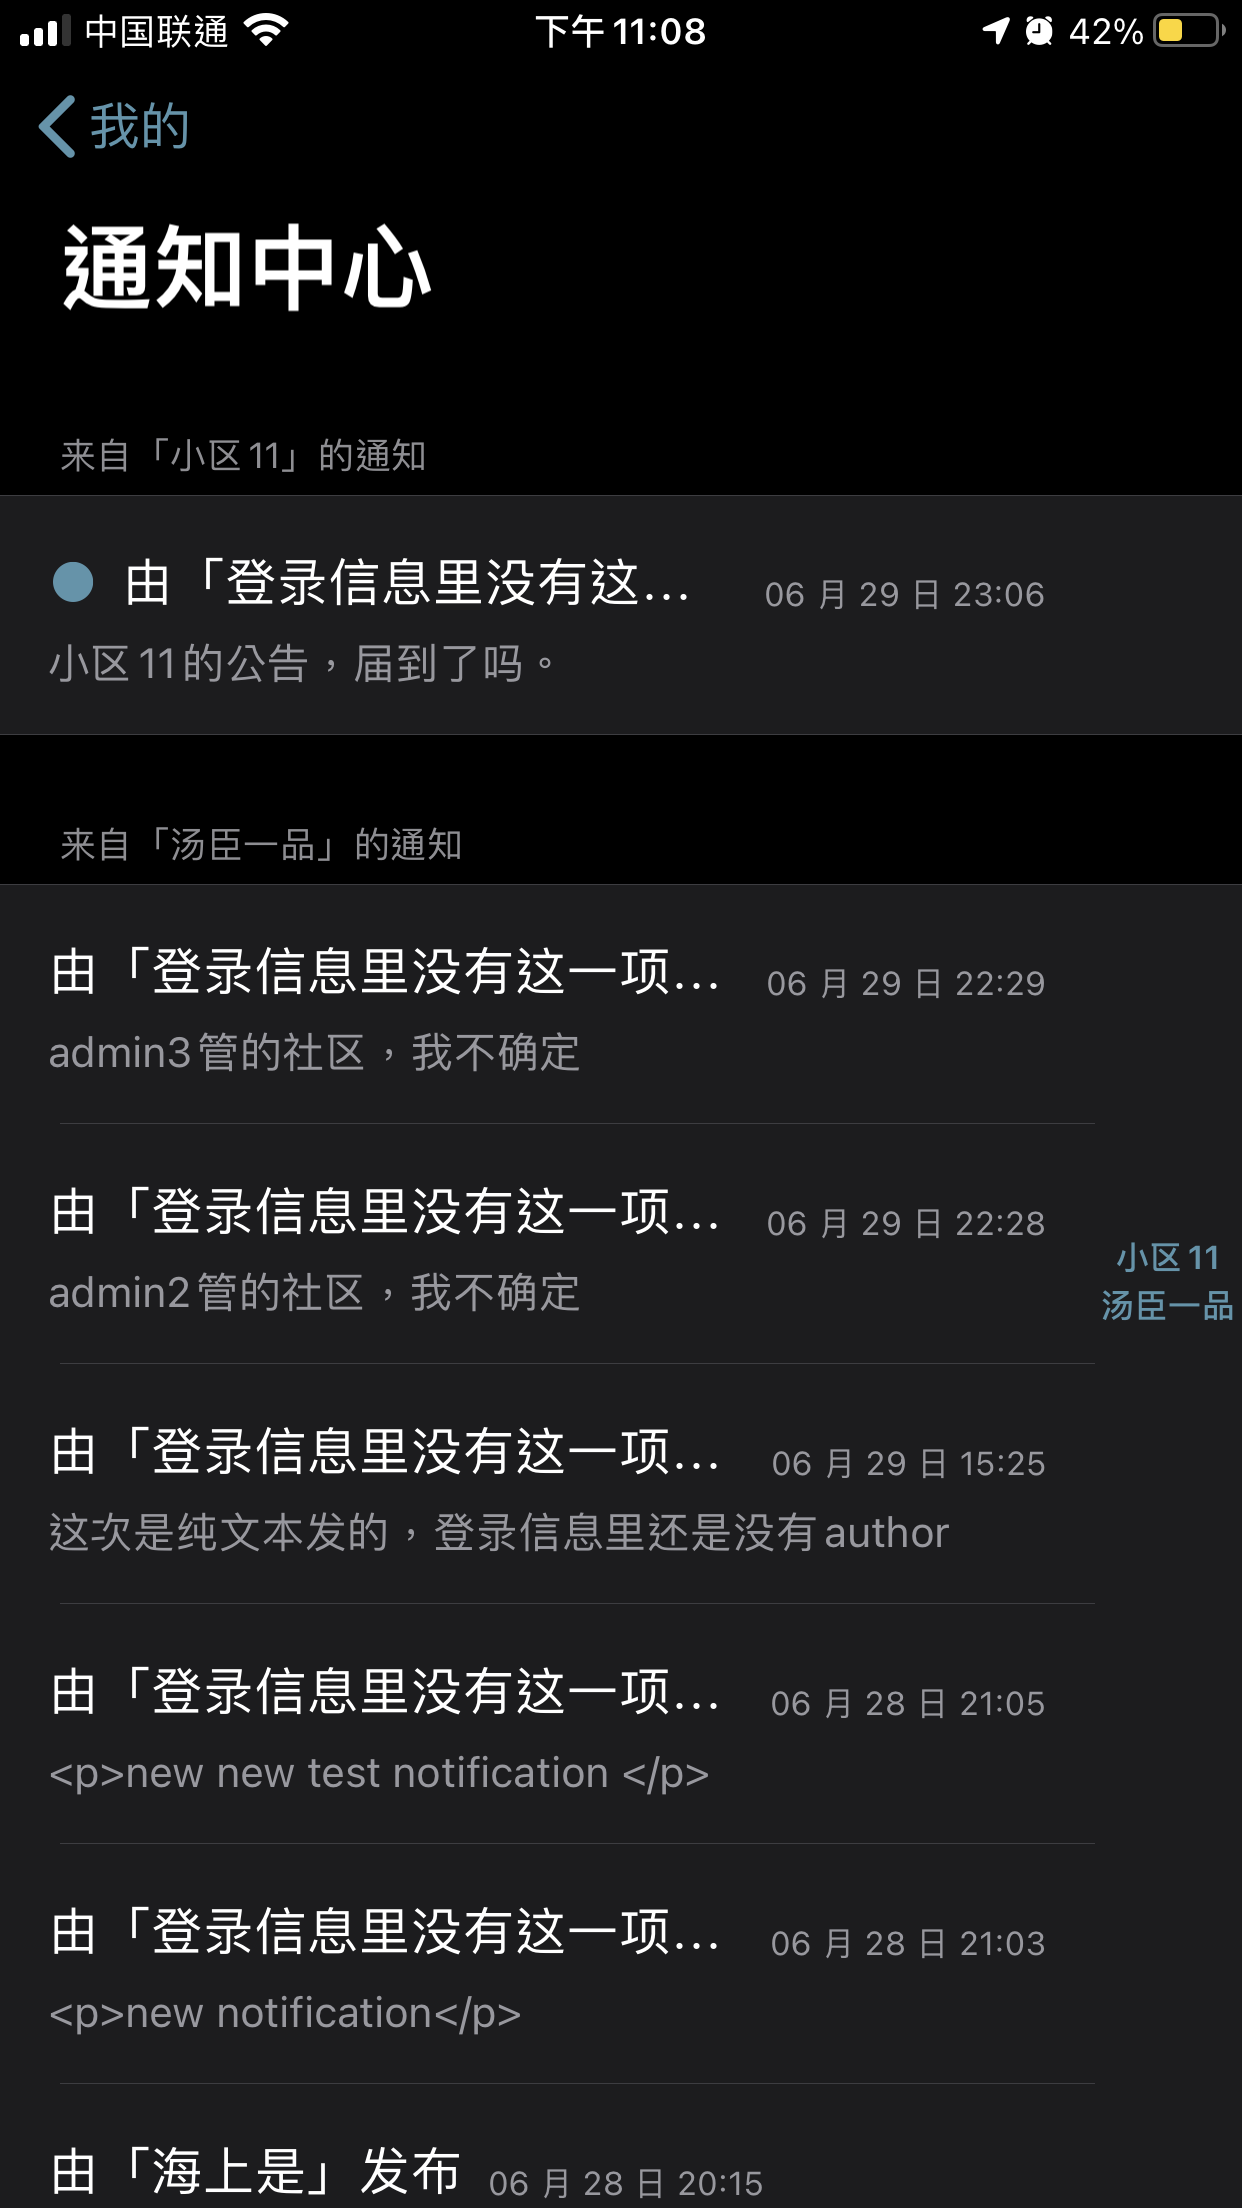 中国联通 下午 11:08 42%
我的
通知中心
来自「小区 11」的通知
由「登录信息里没有这… 06 月 29 日 23:06
小区 11 的公告，届到了吗。
来自「汤臣一品」的通知
由「登录信息里没有这一项… 06 月 29 日 22:29
admin3 管的社区，我不确定
由「登录信息里没有这一项… 06 月 29 日 22:28
admin2 管的社区，我不确定
小区 11
汤臣一品
由「登录信息里没有这一项… 06 月 29 日 15:25
这次是纯文本发的，登录信息里还是没有 author
由「登录信息里没有这一项… 06 月 28 日 21:05
<p>new new test notification </p>
由「登录信息里没有这一项… 06 月 28 日 21:03
<p>new notification</p>
由「海上是」发布 06 月 28 日 20:15